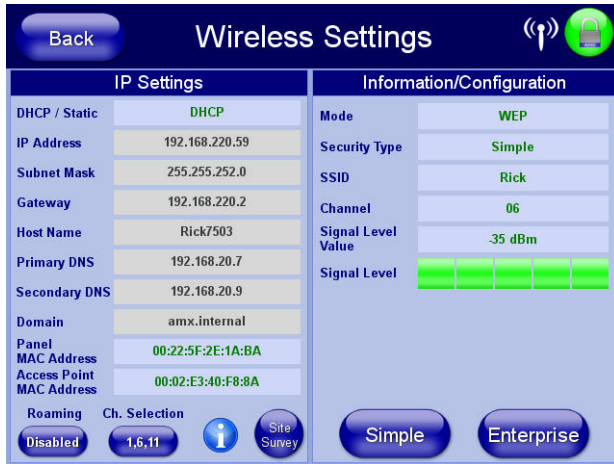 Back
Wireless Settings
IP Settings
DHCP / Static DHCP
IP Address 192.168.220.59
Subnet Mask 255.255.252.0
Gateway 192.168.220.2
Host Name Rick7503
Primary DNS 192.168.20.7
Secondary DNS 192.168.20.9
Domain amx.internal
Panel
MAC Address 00:22:5F:2E:1A:BA
Access Point
MAC Address 00:02:E3:40:F8:8A
Roaming Ch. Selection
Disabled 1,6,11 i Site
Survey
Information/Configuration
Mode WEP
Security Type Simple
SSID Rick
Channel 06
Signal Level
Value -35 dBm
Signal Level
Simple Enterprise